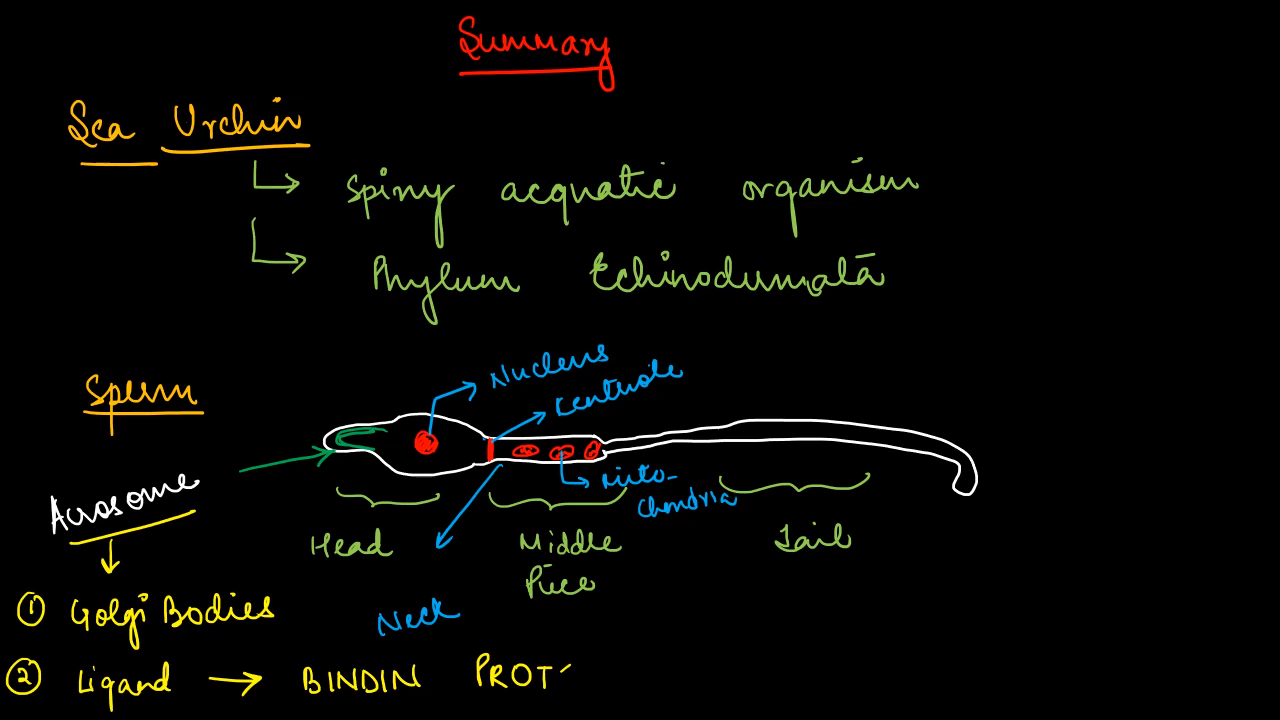 Summary
Sea Urchin
Spiny acquatic organism
Phylum Echinodermata
Sperm
Nucleus
Centriole
Mito-
chondria
Acrosome
Head
Middle
Piece
Tail
Neck
① Golgi Bodies
② Ligand → BINDIN PROT